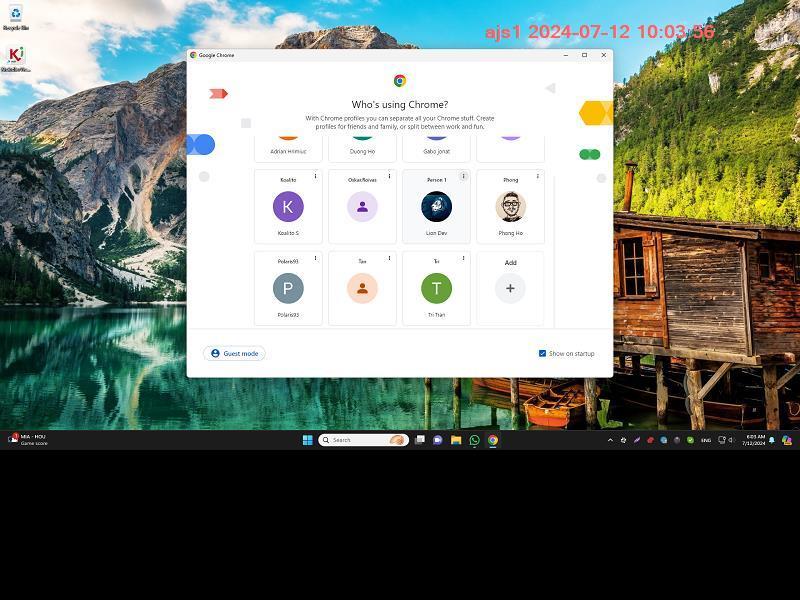 Recycle Bin
ajs1 2024-07-12 10:03:56
Google Chrome
Who's using Chrome?
With Chrome profiles you can separate all your Chrome stuff. Create
profiles for friends and family, or split between work and fun.
Adrian Hrimiuc
Duong Ho
Gabo jonat
Koalito
Oskar/Roivas
Person 1
Phong
K
Koalito S
Lion Dev
Phong Ho
Polaris93
Tan
Tri
Add
P
T
Polaris93
Tri Tran
Guest mode
Show on startup
MIA - HOU
Game score
Search
ENG
6:03 AM
7/12/2024